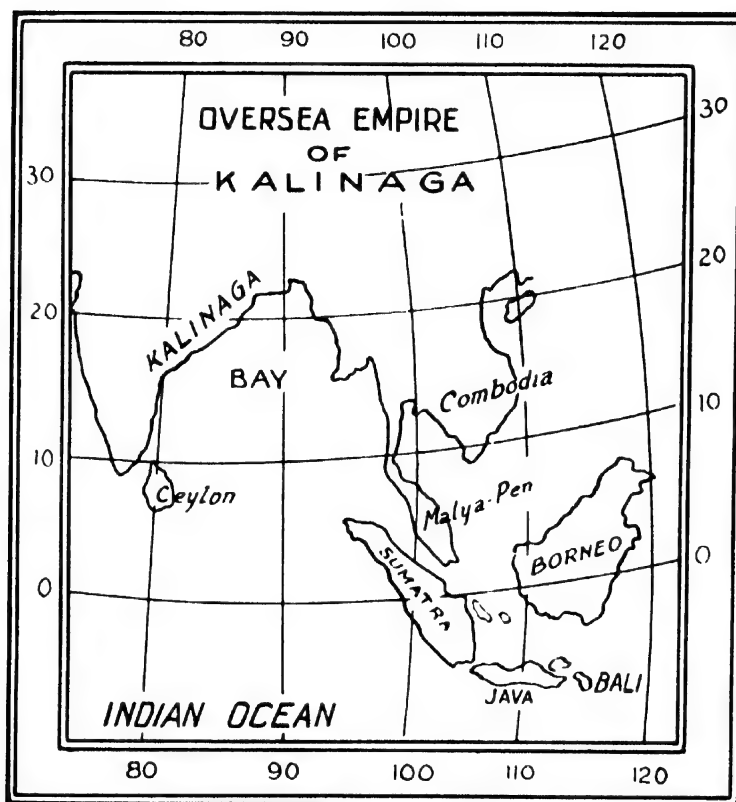 80 90 100 110 120
OVERSEA EMPIRE
OF
KALINAGA
30
30
20
20
KALINAGA
BAY
Combodia
10
10
Ceylon
Malya-Pen
BORNEO
SUMATRA
0
0
JAVA
BALI
INDIAN OCEAN
80 90 100 110 120